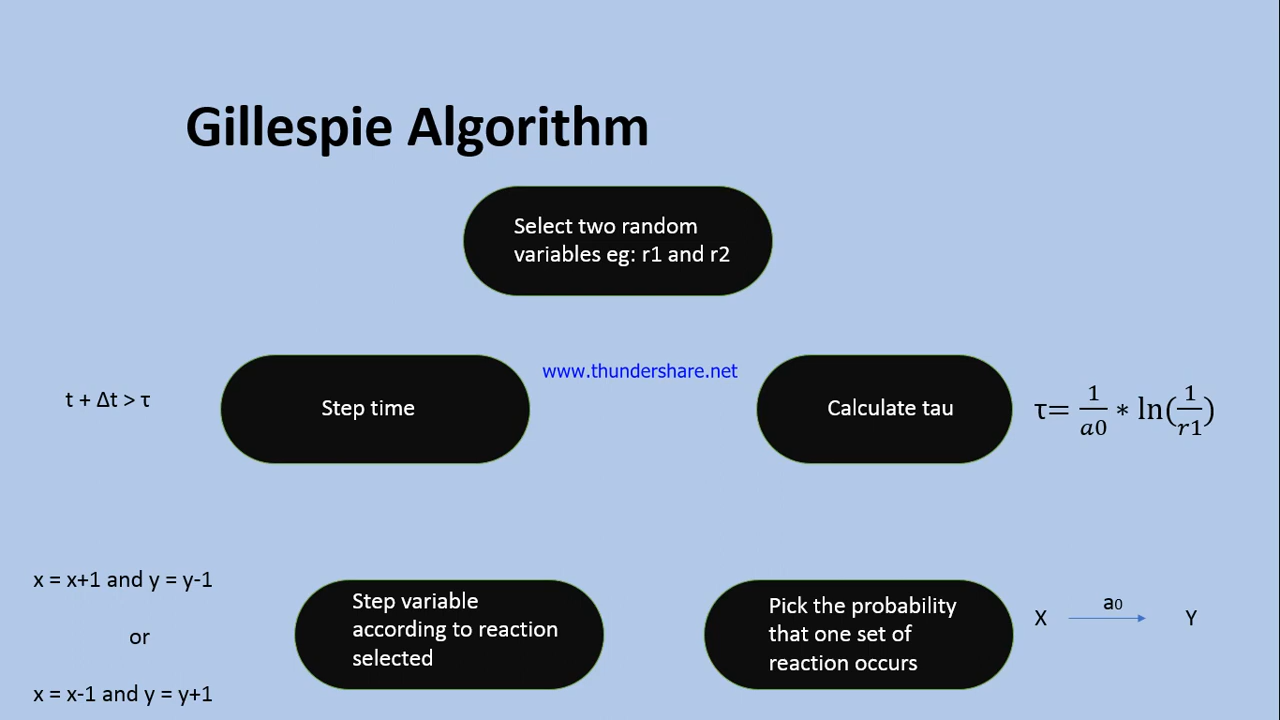 Gillespie Algorithm
Select two random
variables eg: r1 and r2
www.thundershare.net
t + Δt > τ
Step time
Calculate tau
τ= 1/a0 * ln(1/r1)
x = x+1 and y = y-1
or
x = x-1 and y = y+1
Step variable
according to reaction
selected
Pick the probability
that one set of
reaction occurs
X a0 Y